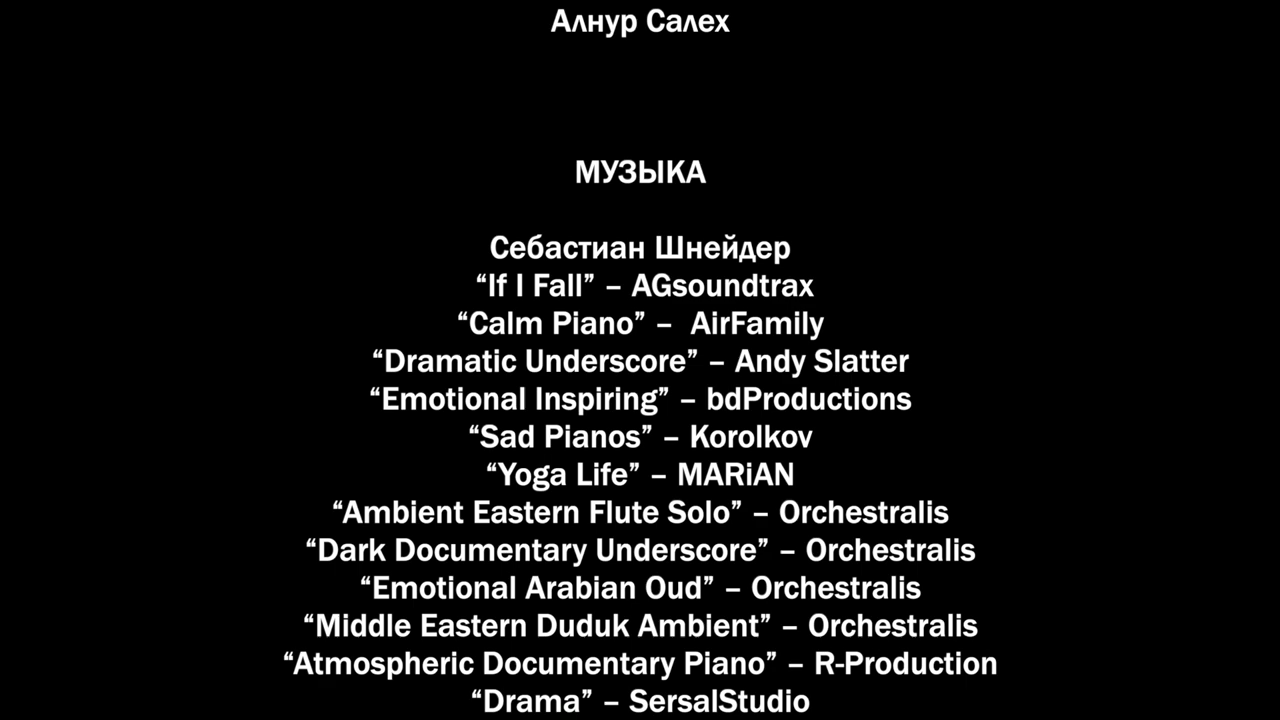 Алнур Салех
МУЗЫКА
Себастиан Шнейдер
“If I Fall” – AGsoundtrax
“Calm Piano” –  AirFamily
“Dramatic Underscore” – Andy Slatter
“Emotional Inspiring” – bdProductions
“Sad Pianos” – Korolkov
“Yoga Life” – MARiAN
“Ambient Eastern Flute Solo” – Orchestralis
“Dark Documentary Underscore” – Orchestralis
“Emotional Arabian Oud” – Orchestralis
“Middle Eastern Duduk Ambient” – Orchestralis
“Atmospheric Documentary Piano” – R-Production
“Drama” – SersalStudio